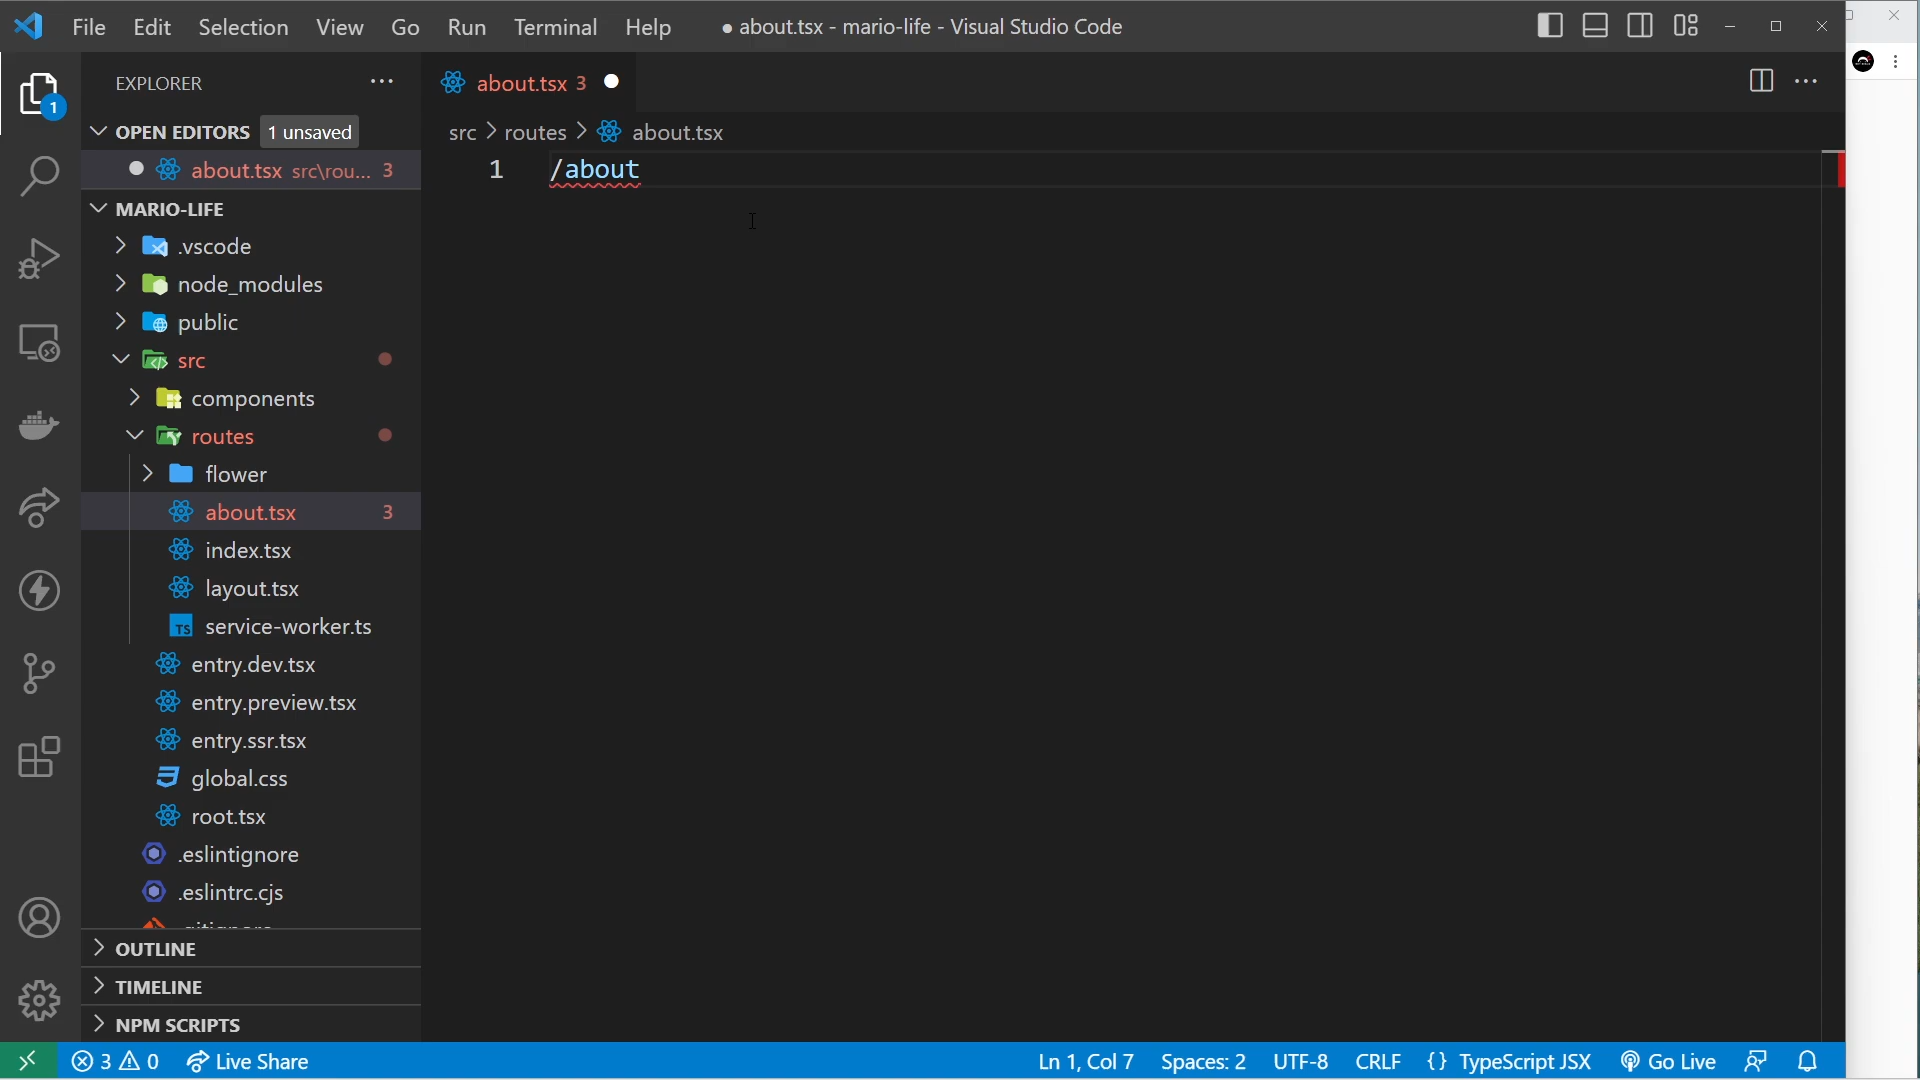 File Edit Selection View Go Run Terminal Help ● about.tsx - mario-life - Visual Studio Code
EXPLORER
about.tsx 3
OPEN EDITORS 1 unsaved
src > routes > about.tsx
about.tsx src\rou... 3
1 /about
MARIO-LIFE
.vscode
node_modules
public
src
components
routes
flower
about.tsx 3
index.tsx
layout.tsx
TS service-worker.ts
entry.dev.tsx
entry.preview.tsx
entry.ssr.tsx
global.css
root.tsx
.eslintignore
.eslintrc.cjs
OUTLINE
TIMELINE
NPM SCRIPTS
1
3 0 Live Share Ln 1, Col 7 Spaces: 2 UTF-8 CRLF {} TypeScript JSX Go Live